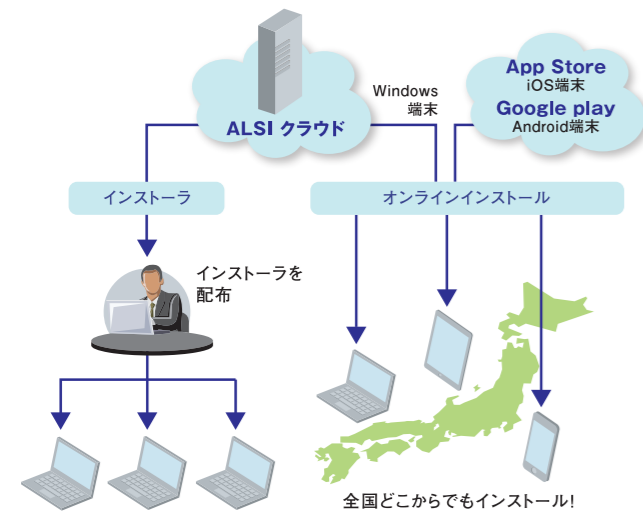 ALSI クラウド
Windows
端末
App Store
iOS端末
Google play
Android端末
インストーラ
オンラインインストール
インストーラを
配布
全国どこからでもインストール!